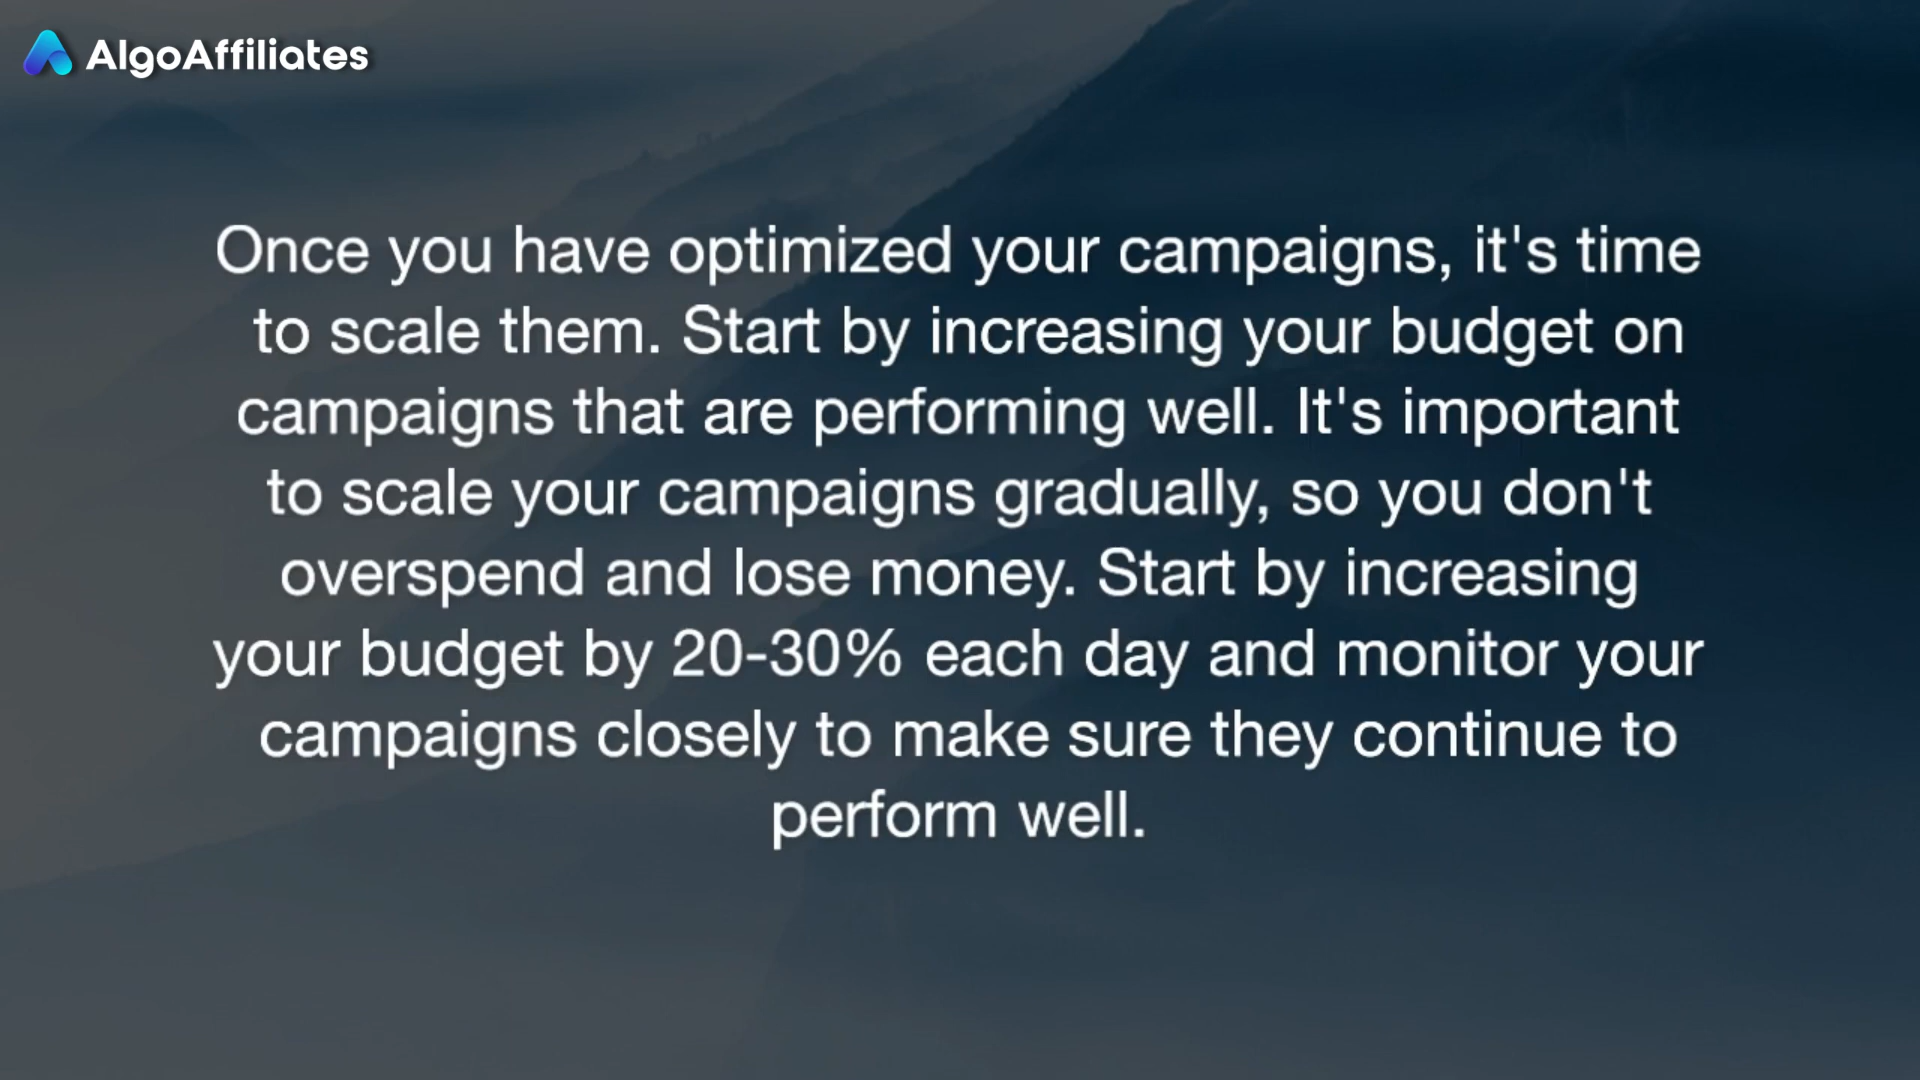 AlgoAffiliates
Once you have optimized your campaigns, it's time
to scale them. Start by increasing your budget on
campaigns that are performing well. It's important
to scale your campaigns gradually, so you don't
overspend and lose money. Start by increasing
your budget by 20-30% each day and monitor your
campaigns closely to make sure they continue to
perform well.